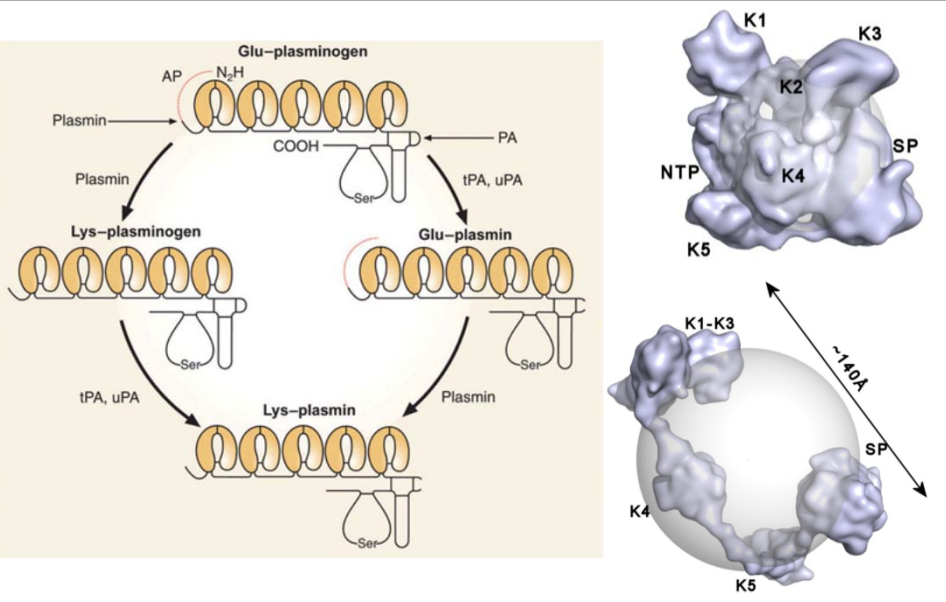 Glu–plasminogen
AP
N₂H
Plasmin
COOH
PA
Ser
Plasmin
tPA, uPA
Lys–plasminogen
Glu–plasmin
Ser
Ser
tPA, uPA
Plasmin
Lys–plasmin
Ser
K1
K3
K2
SP
NTP
K4
K5
K1-K3
~140Å
SP
K4
K5